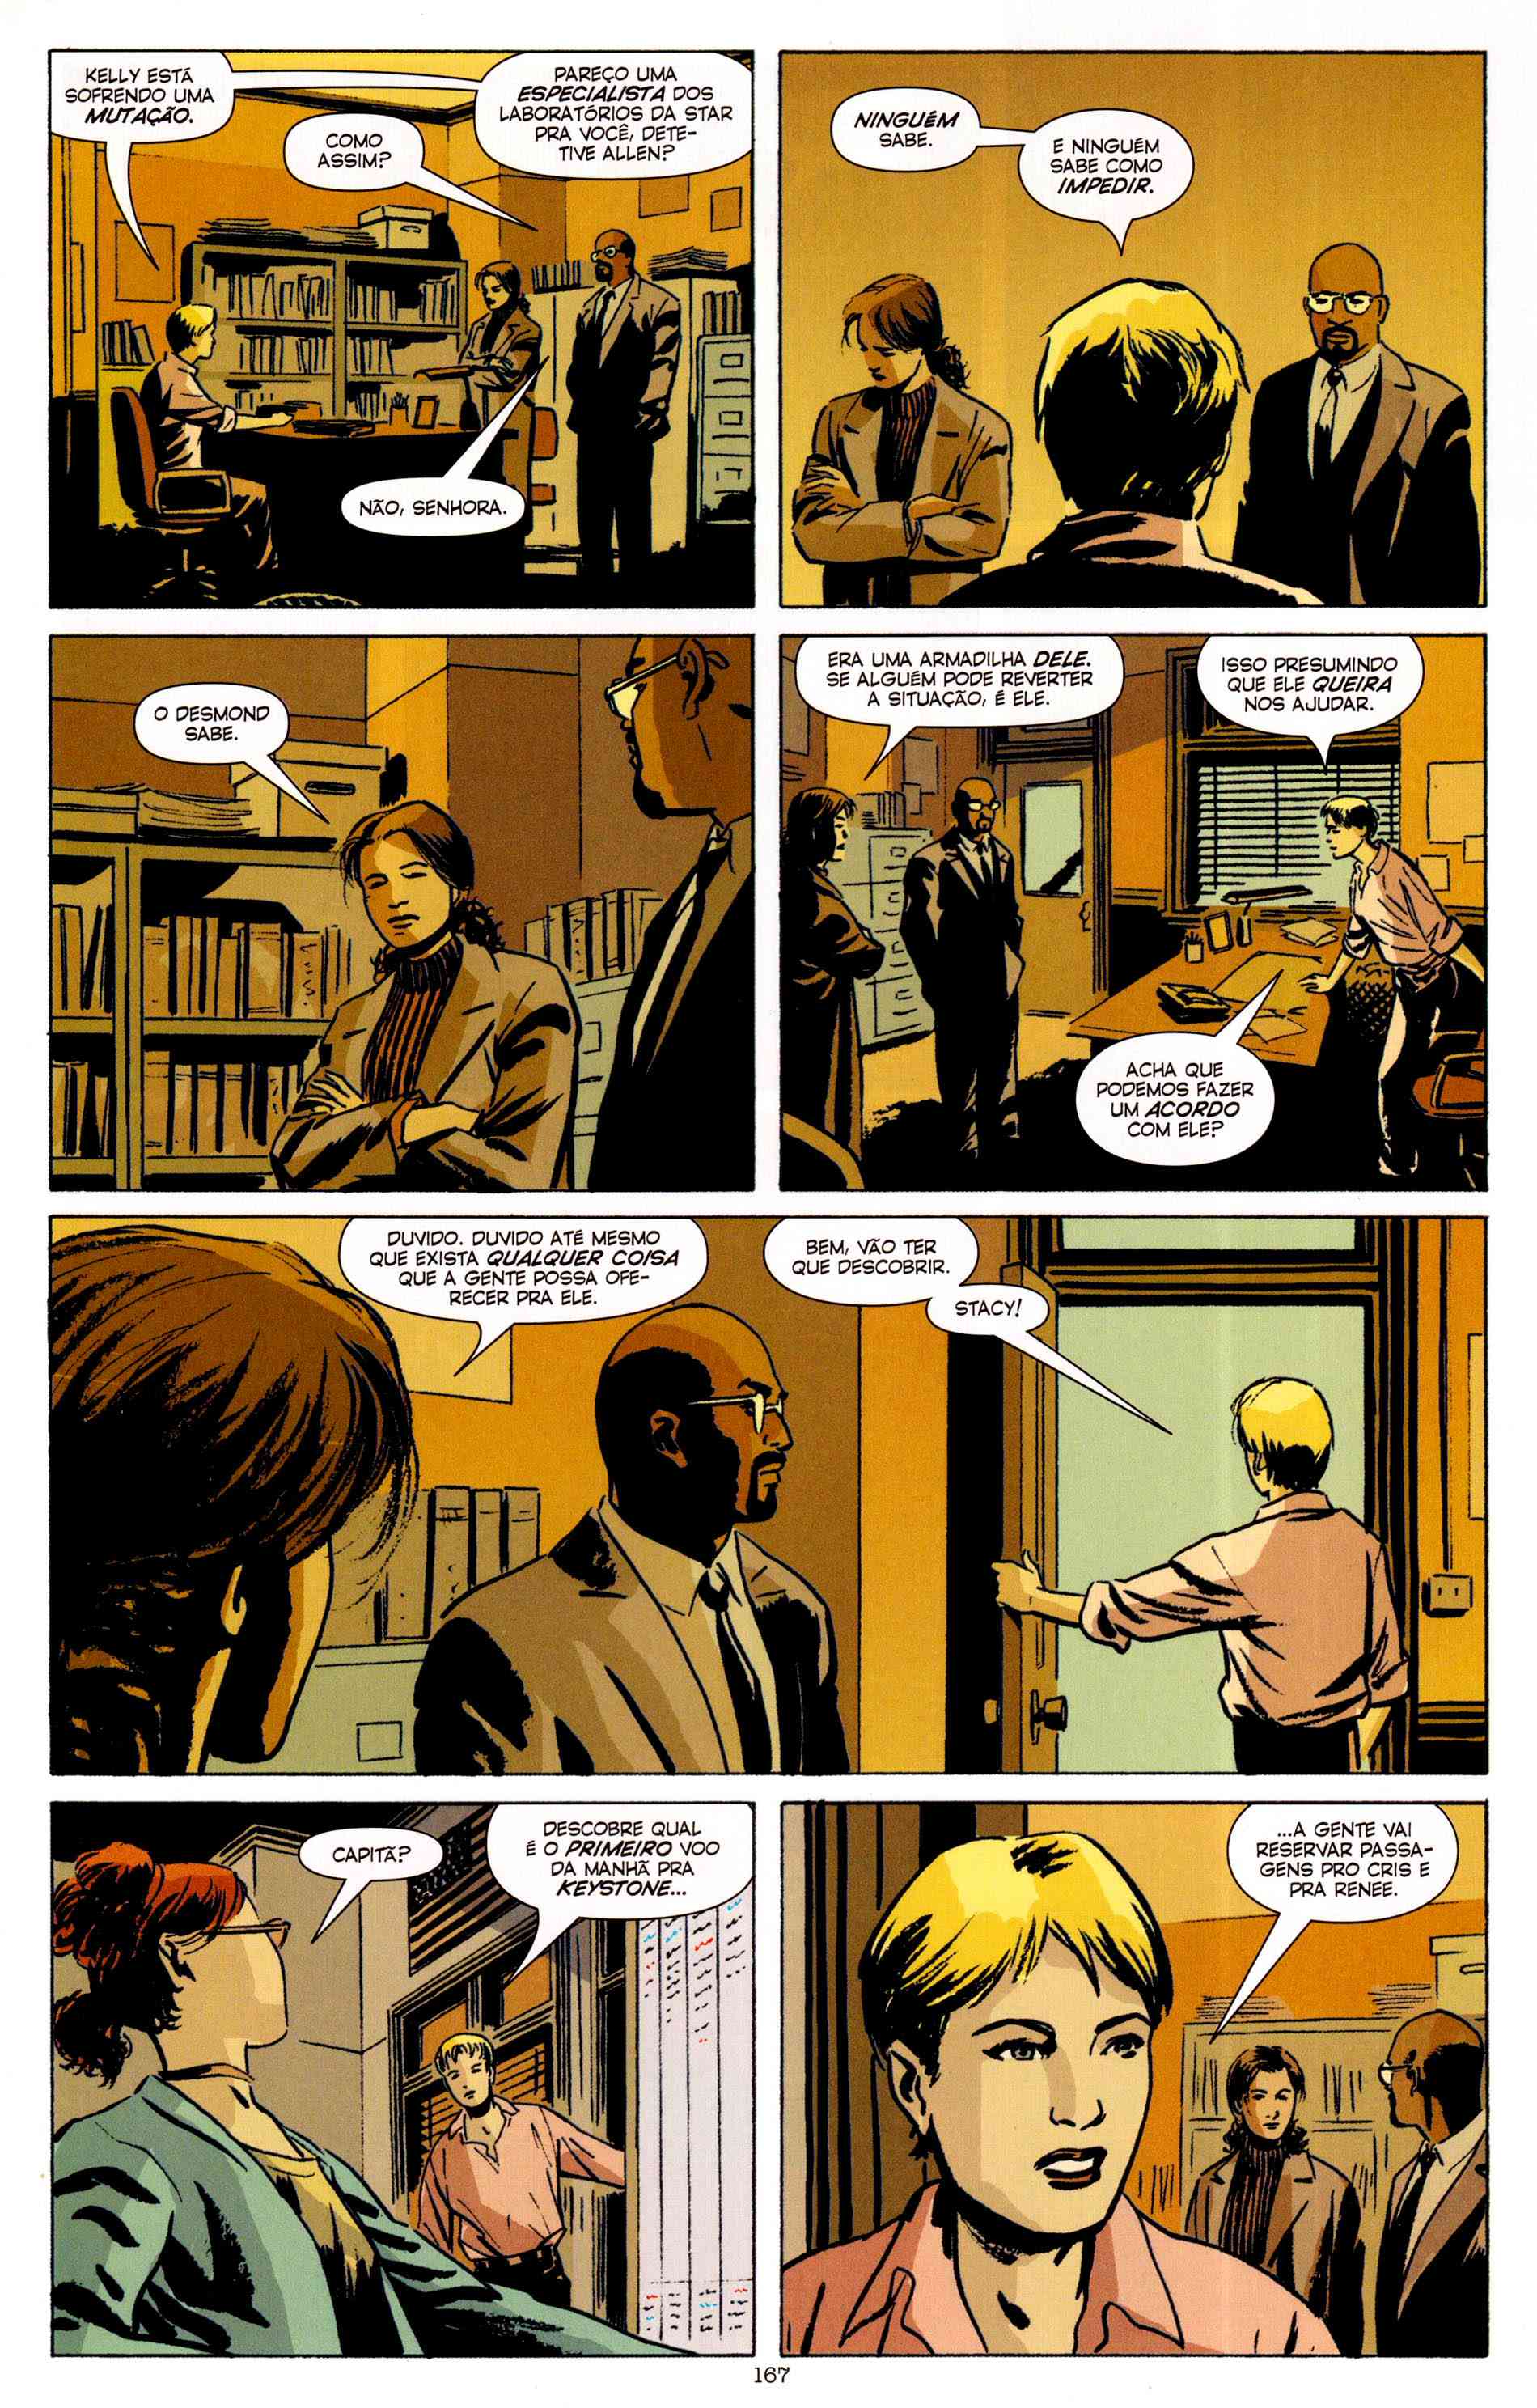 KELLY ESTÁ
SOFRENDO UMA
MUTAÇÃO.
COMO
ASSIM?
PAREÇO UMA
ESPECIALISTA DOS
LABORATÓRIOS DA STAR
PRA VOCÊ, DETE-
TIVE ALLEN?
NÃO, SENHORA.
NINGUÉM
SABE.
E NINGUÉM
SABE COMO
IMPEDIR.
O DESMOND
SABE.
ERA UMA ARMADILHA DELE.
SE ALGUÉM PODE REVERTER
A SITUAÇÃO, É ELE.
ISSO PRESUMINDO
QUE ELE QUEIRA
NOS AJUDAR.
ACHA QUE
PODEMOS FAZER
UM ACORDO
COM ELE?
DUVIDO. DUVIDO ATÉ MESMO
QUE EXISTA QUALQUER COISA
QUE A GENTE POSSA OFE-
RECER PRA ELE.
BEM, VÃO TER
QUE DESCOBRIR.
STACY!
CAPITÃ?
DESCOBRE QUAL
É O PRIMEIRO VOO
DA MANHÃ PRA
KEYSTONE...
...A GENTE VAI
RESERVAR PASSA-
GENS PRO CRIS E
PRA RENEE.
167